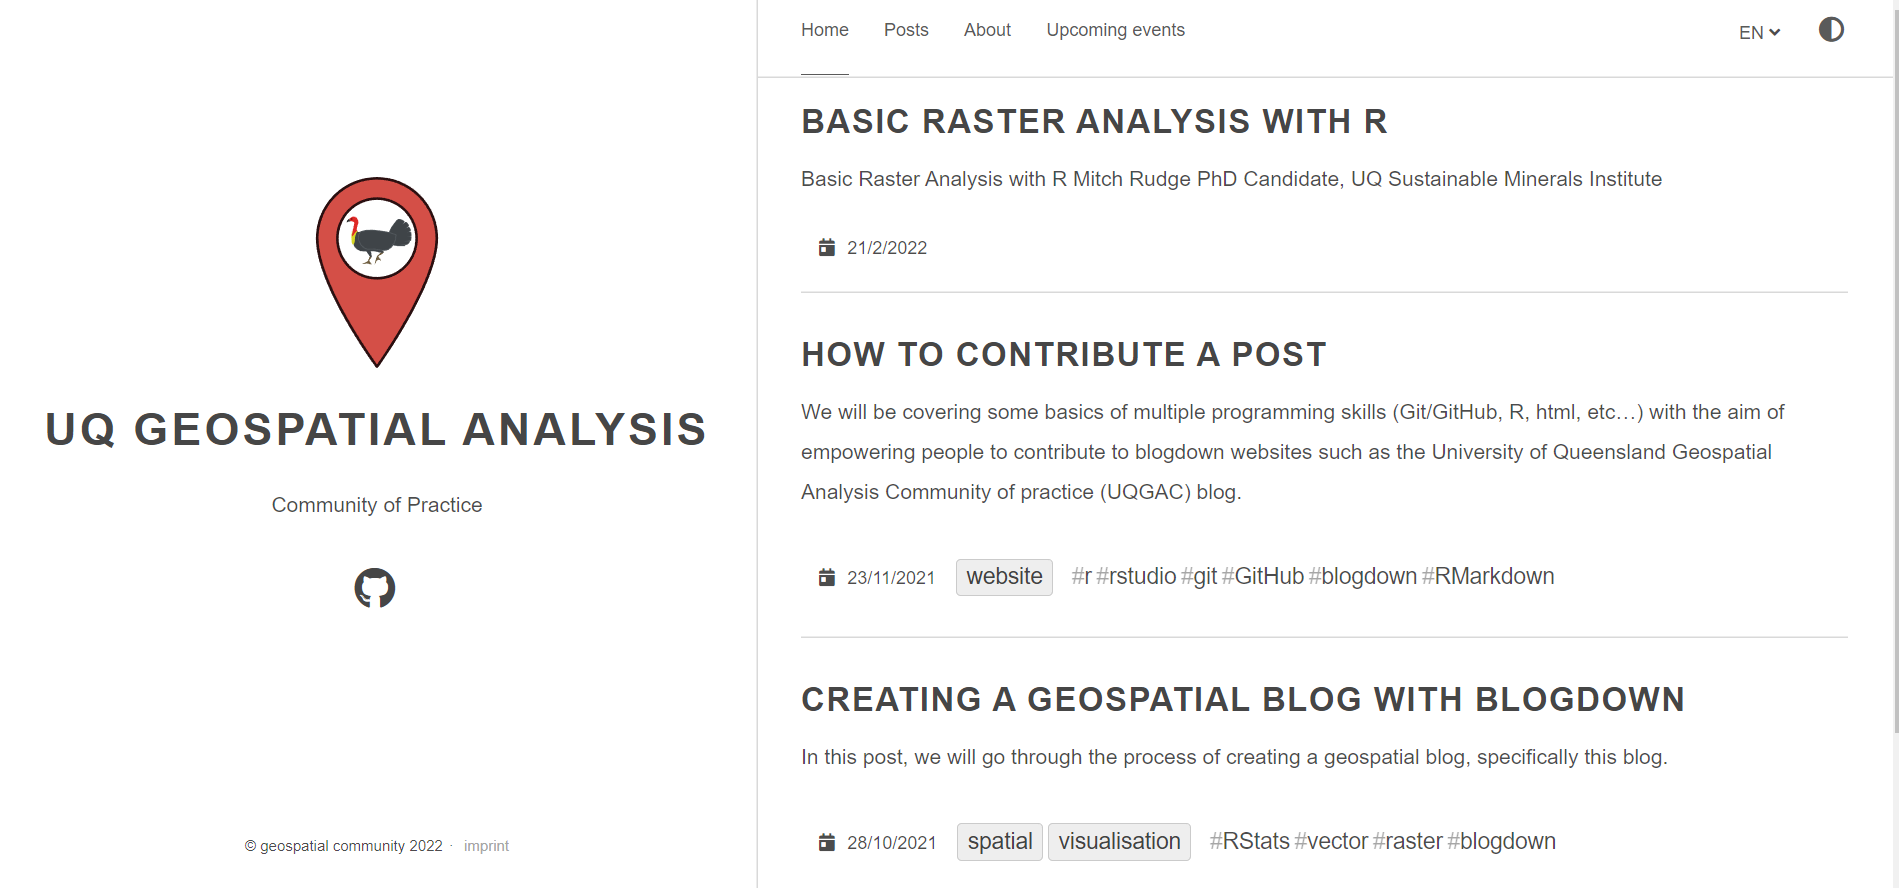 UQ GEOSPATIAL ANALYSIS
Community of Practice
© geospatial community 2022 · imprint
Home Posts About Upcoming events EN
BASIC RASTER ANALYSIS WITH R
Basic Raster Analysis with R Mitch Rudge PhD Candidate, UQ Sustainable Minerals Institute
21/2/2022
HOW TO CONTRIBUTE A POST
We will be covering some basics of multiple programming skills (Git/GitHub, R, html, etc…) with the aim of
empowering people to contribute to blogdown websites such as the University of Queensland Geospatial
Analysis Community of practice (UQGAC) blog.
23/11/2021 website #r #rstudio #git #GitHub #blogdown #RMarkdown
CREATING A GEOSPATIAL BLOG WITH BLOGDOWN
In this post, we will go through the process of creating a geospatial blog, specifically this blog.
28/10/2021 spatial visualisation #RStats #vector #raster #blogdown